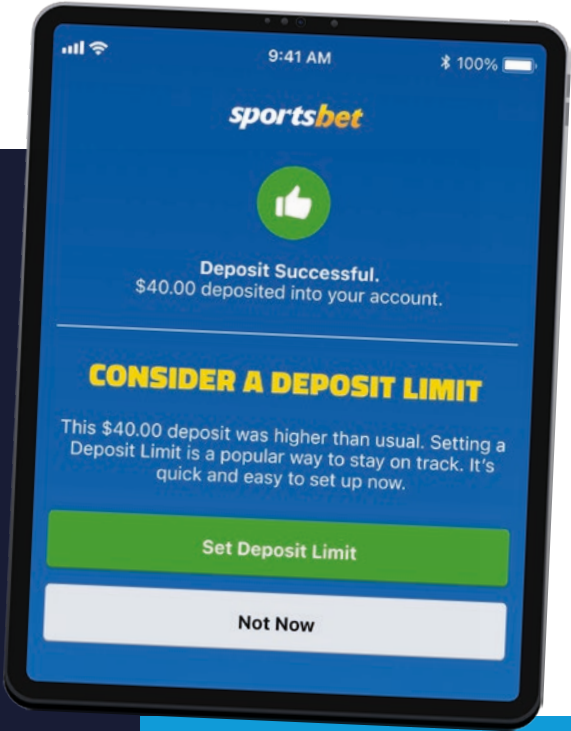 9:41 AM
100%
sportsbet
Deposit Successful.
$40.00 deposited into your account.
CONSIDER A DEPOSIT LIMIT
This $40.00 deposit was higher than usual. Setting a
Deposit Limit is a popular way to stay on track. It's
quick and easy to set up now.
Set Deposit Limit
Not Now